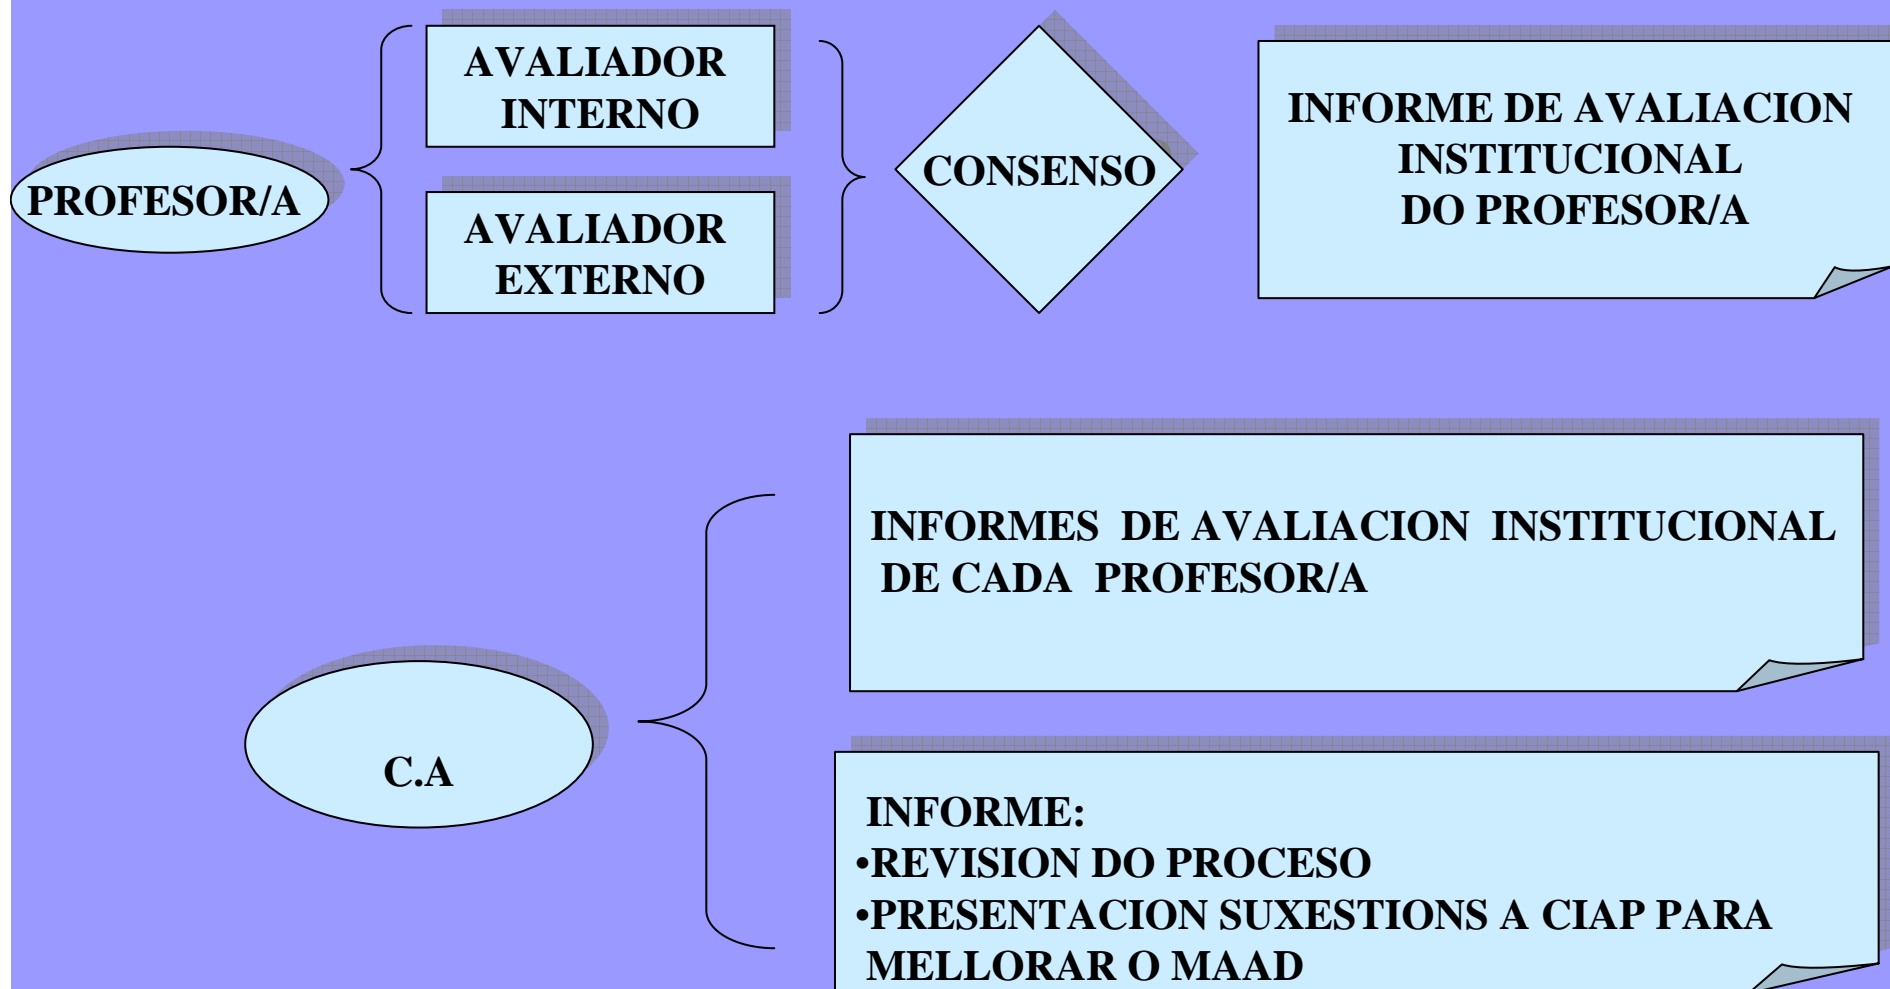 PROFESOR/A
AVALIADOR
INTERNO
AVALIADOR
EXTERNO
CONSENSO
INFORME DE AVALIACION
INSTITUCIONAL
DO PROFESOR/A
C.A
INFORMES DE AVALIACION INSTITUCIONAL
DE CADA PROFESOR/A
INFORME:
•REVISION DO PROCESO
•PRESENTACION SUXESTIONS A CIAP PARA
MELLORAR O MAAD